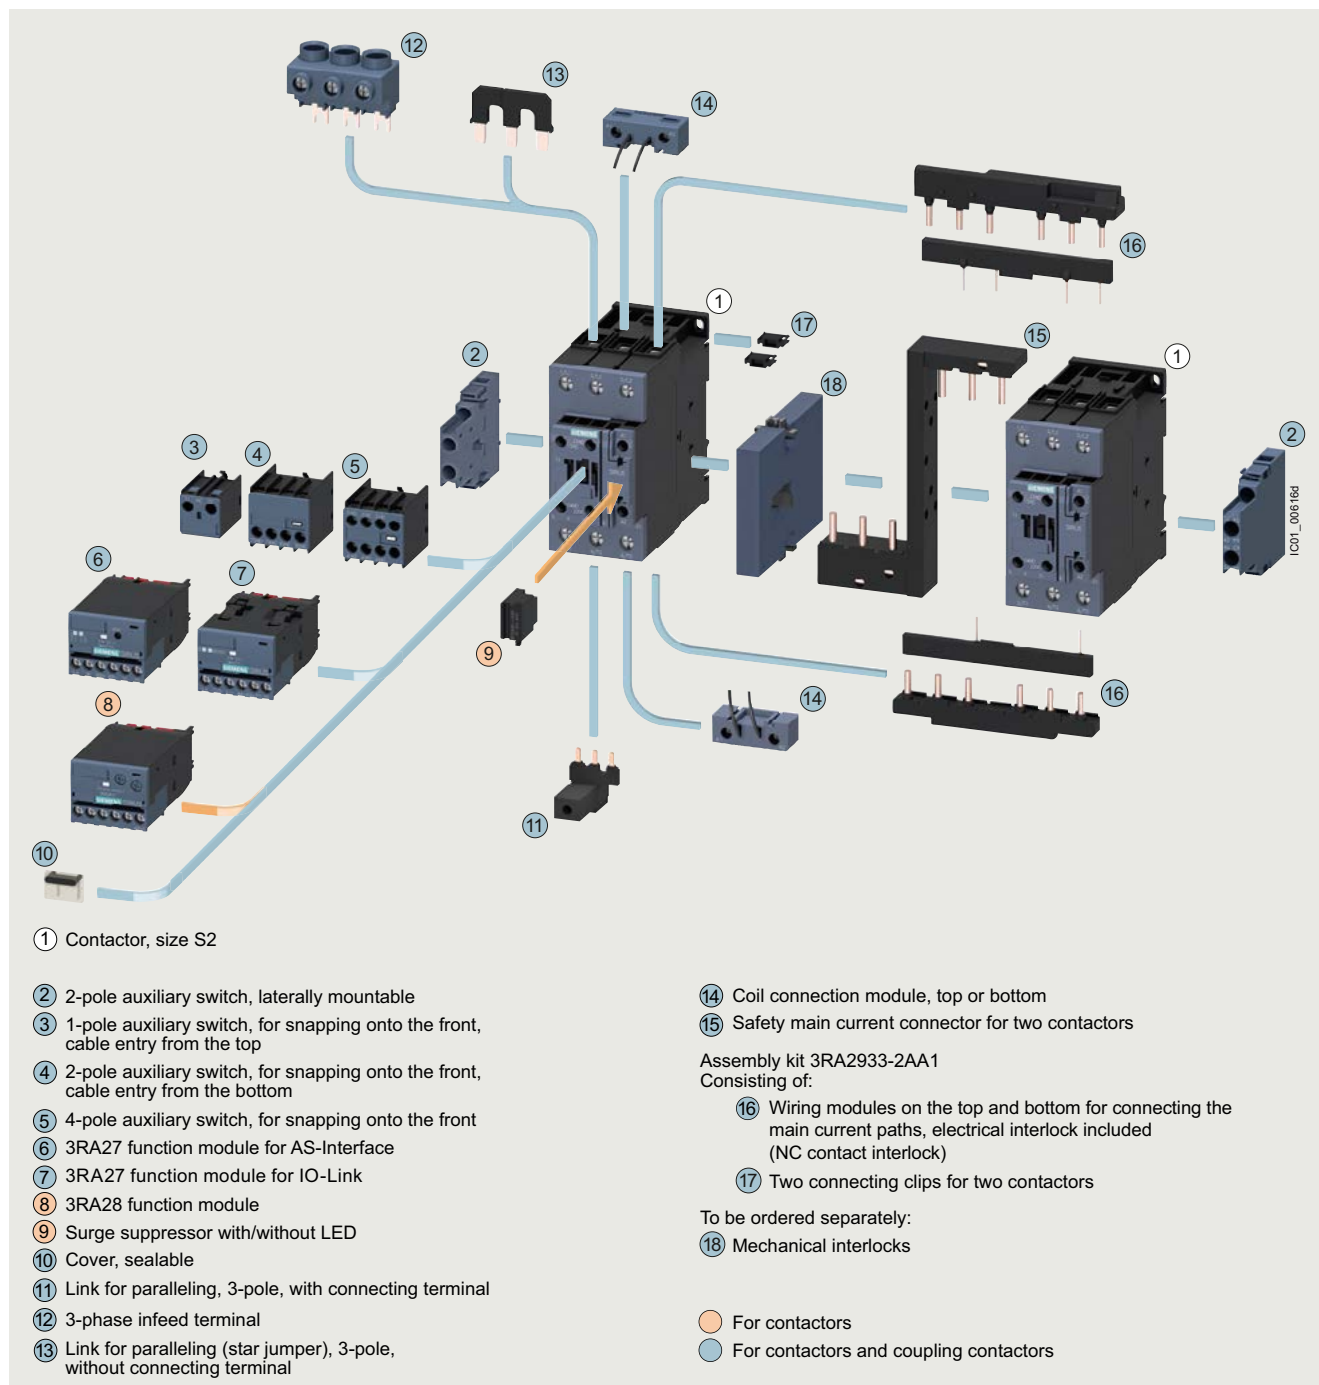 12
13
14
16
1
17
15
1
2
18
2
3
4
5
SIEMENS
SIEMENS
IC01_00616d
6
7
9
SIEMENS
SIEMENS
8
14
16
SIEMENS
11
10
1 Contactor, size S2
2 2-pole auxiliary switch, laterally mountable
3 1-pole auxiliary switch, for snapping onto the front,
cable entry from the top
4 2-pole auxiliary switch, for snapping onto the front,
cable entry from the bottom
5 4-pole auxiliary switch, for snapping onto the front
6 3RA27 function module for AS-Interface
7 3RA27 function module for IO-Link
8 3RA28 function module
9 Surge suppressor with/without LED
10 Cover, sealable
11 Link for paralleling, 3-pole, with connecting terminal
12 3-phase infeed terminal
13 Link for paralleling (star jumper), 3-pole,
without connecting terminal
14 Coil connection module, top or bottom
15 Safety main current connector for two contactors
Assembly kit 3RA2933-2AA1
Consisting of:
16 Wiring modules on the top and bottom for connecting the
main current paths, electrical interlock included
(NC contact interlock)
17 Two connecting clips for two contactors
To be ordered separately:
18 Mechanical interlocks
For contactors
For contactors and coupling contactors